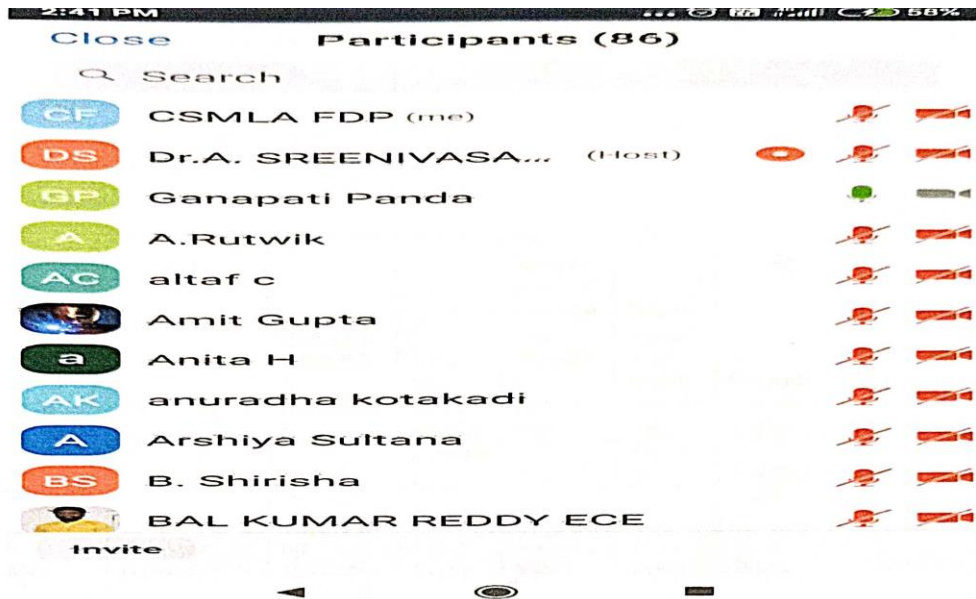 2:41 PM 58%
Close Participants (86)
Search
CF CSMLA FDP (me)
DS Dr.A. SREENIVASA... (Host)
GP Ganapati Panda
A A.Rutwik
AC altaf c
Amit Gupta
a Anita H
AK anuradha kotakadi
A Arshiya Sultana
BS B. Shirisha
BAL KUMAR REDDY ECE
Invite